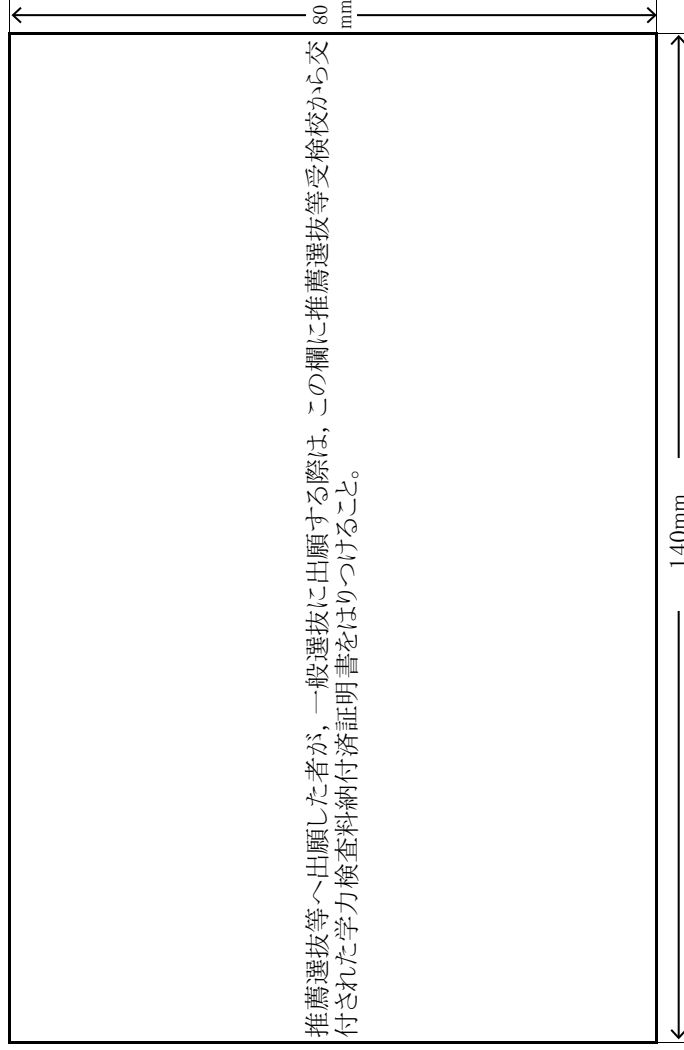 推薦選抜等へ出願した者が，一般選抜に出願する際は，この欄に推薦選抜等受検校から交
付された学力検査料納付済証明書をはりつけること。
80
mm
140mm